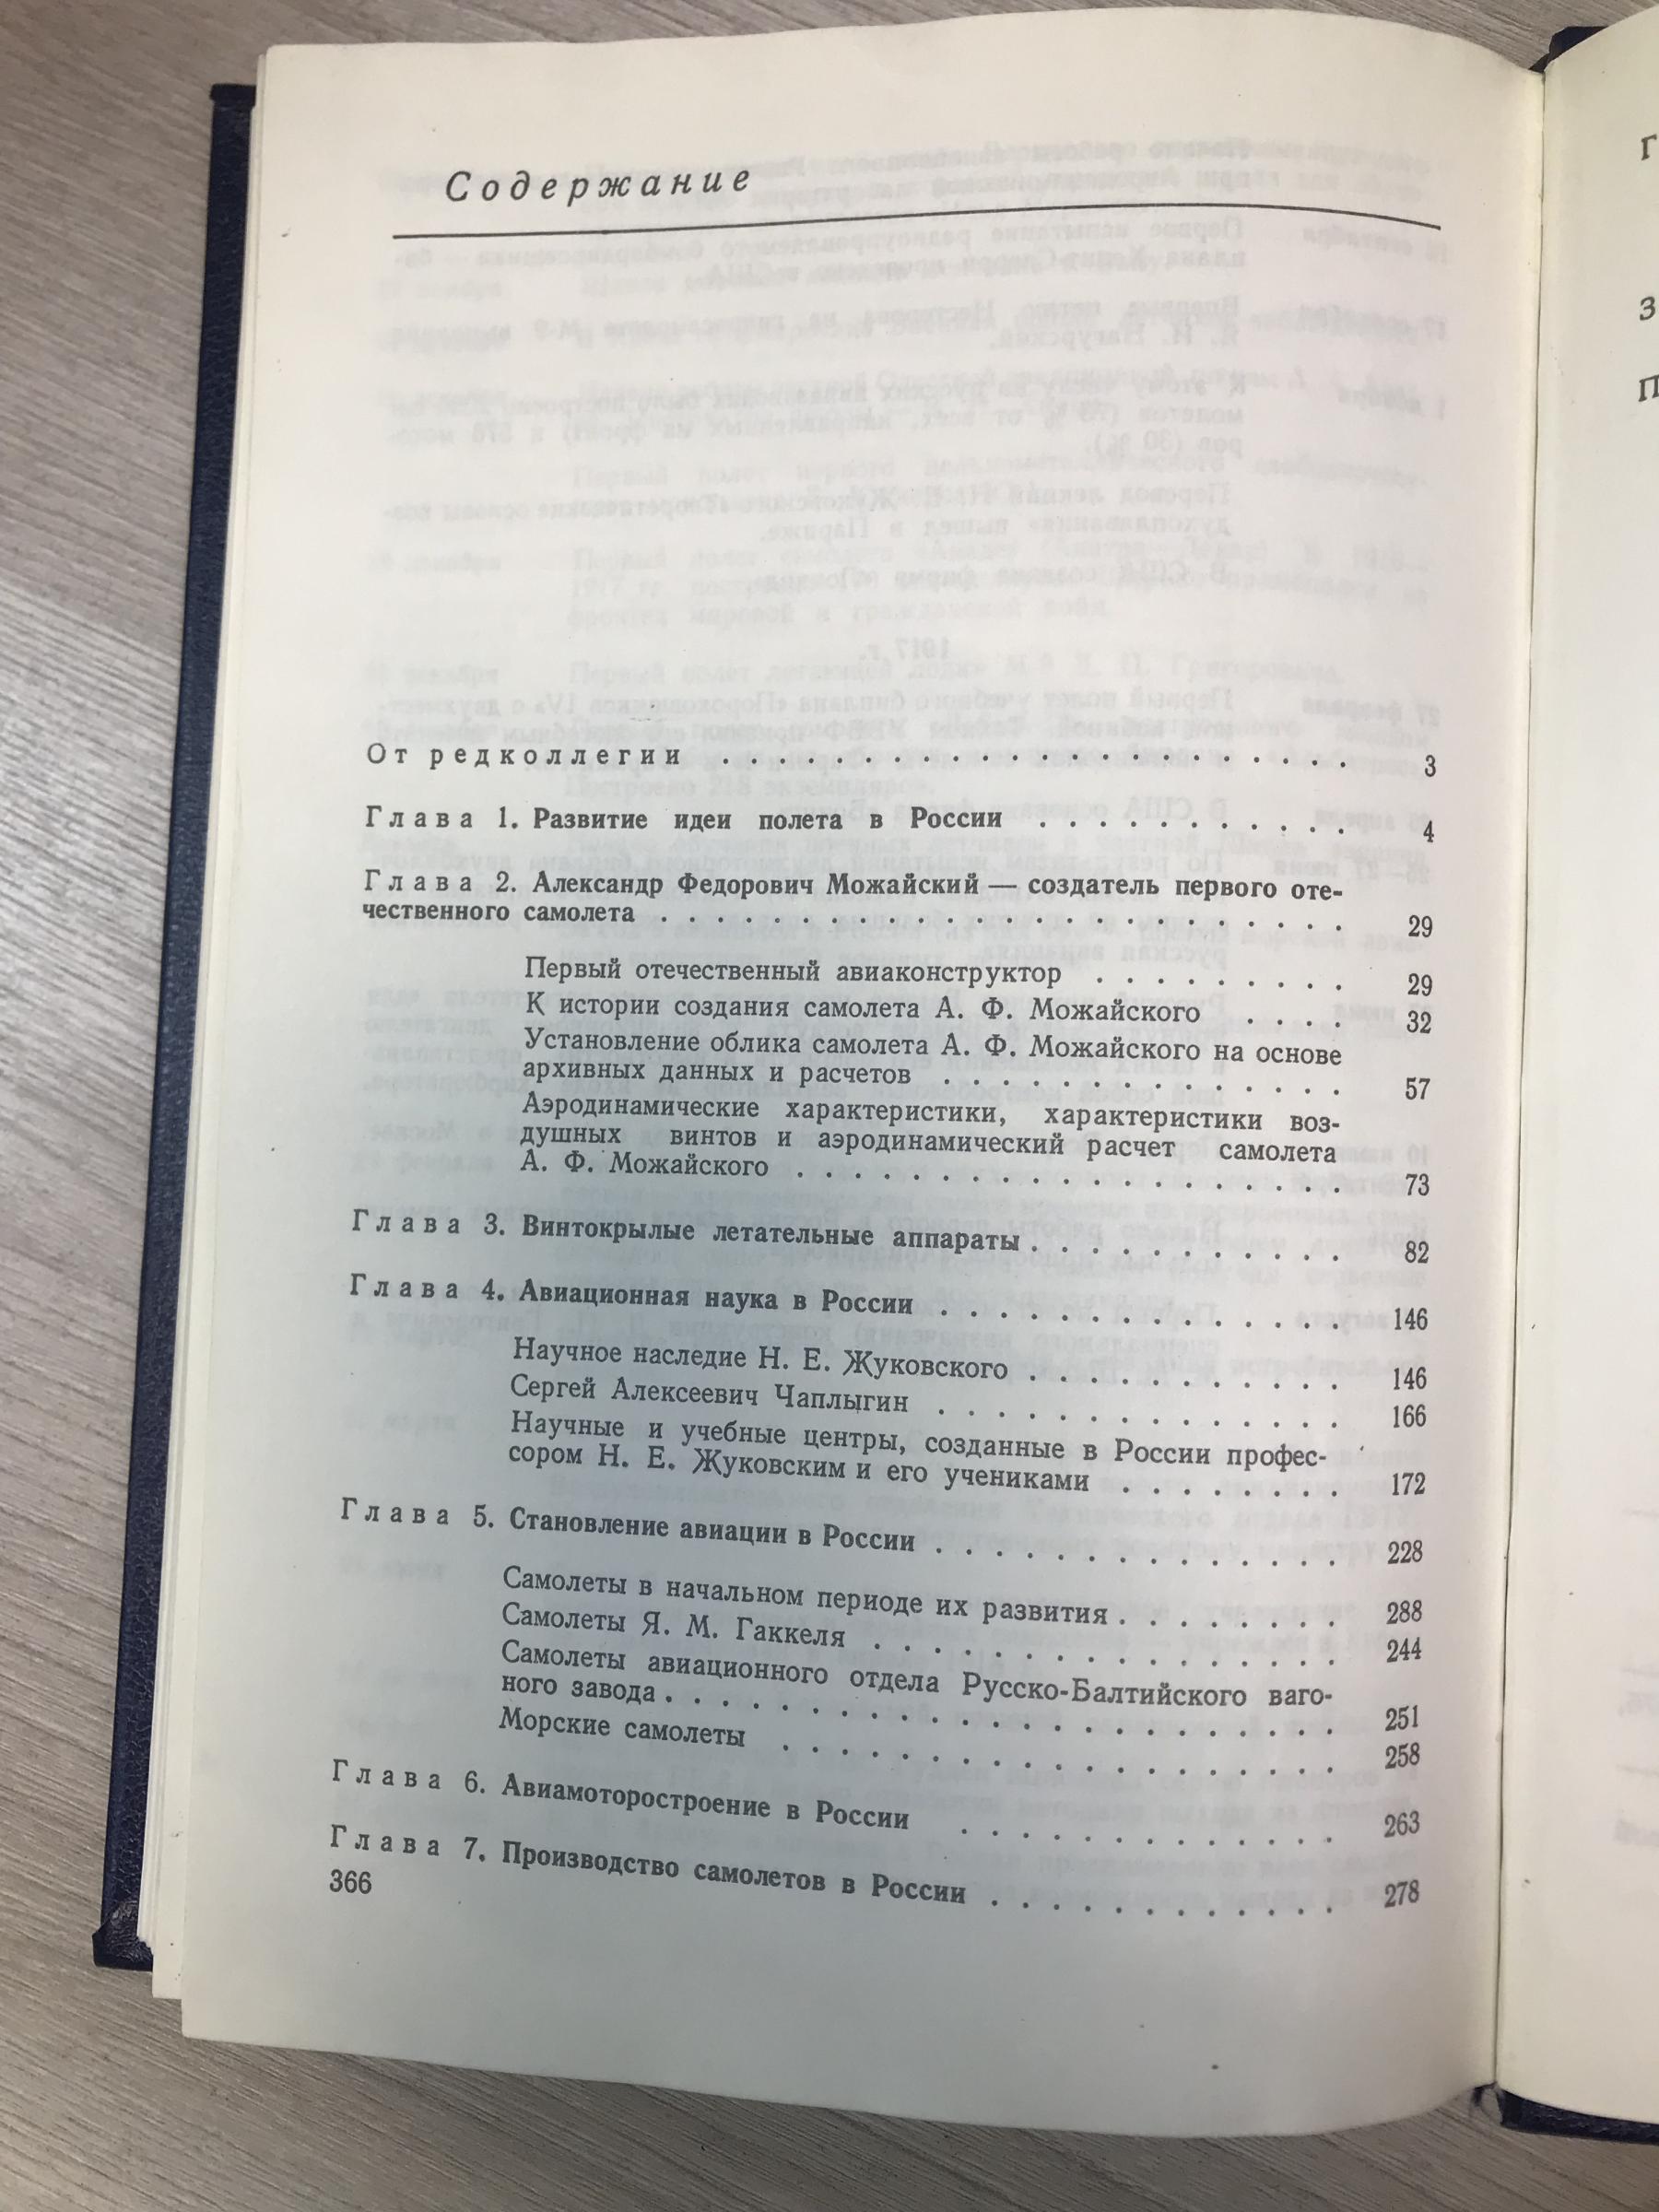 Содержание
От редколлегии . . . . . . . . . . . . . . . . . . . . . . 3
Глава 1. Развитие идеи полета в России . . . . . . . . . . . 4
Глава 2. Александр Федорович Можайский — создатель первого оте-
чественного самолета . . . . . . . . . . . . . . . . . . . . . . . . 29
Первый отечественный авиаконструктор . . . . . . . . . 29
К истории создания самолета А. Ф. Можайского . . . . 32
Установление облика самолета А. Ф. Можайского на основе
архивных данных и расчетов . . . . . . . . . . . . . . 57
Аэродинамические характеристики, характеристики воз-
душных винтов и аэродинамический расчет самолета
А. Ф. Можайского . . . . . . . . . . . . . . . . . . . 73
Глава 3. Винтокрылые летательные аппараты . . . . . . . . . . . 82
Глава 4. Авиационная наука в России . . . . . . . . . . . . . . 146
Научное наследие Н. Е. Жуковского . . . . . . . . . . . 146
Сергей Алексеевич Чаплыгин . . . . . . . . . . . . . . 166
Научные и учебные центры, созданные в России профес-
сором Н. Е. Жуковским и его учениками . . . . . . . . 172
Глава 5. Становление авиации в России . . . . . . . . . . . . . . 228
Самолеты в начальном периоде их развития . . . . . . . . 288
Самолеты Я. М. Гаккеля . . . . . . . . . . . . . . . . 244
Самолеты авиационного отдела Русско-Балтийского ваго-
ного завода . . . . . . . . . . . . . . . . . . . . . . . 251
Морские самолеты . . . . . . . . . . . . . . . . . . . 258
Глава 6. Авиамоторостроение в России . . . . . . . . . . . . . 263
Глава 7. Производство самолетов в России . . . . . . . . . . . . 278
366